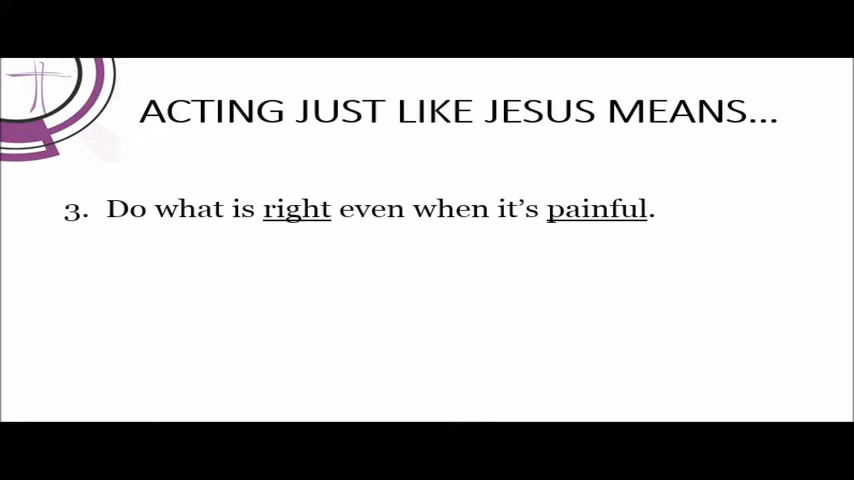 ACTING JUST LIKE JESUS MEANS...
3. Do what is right even when it’s painful.